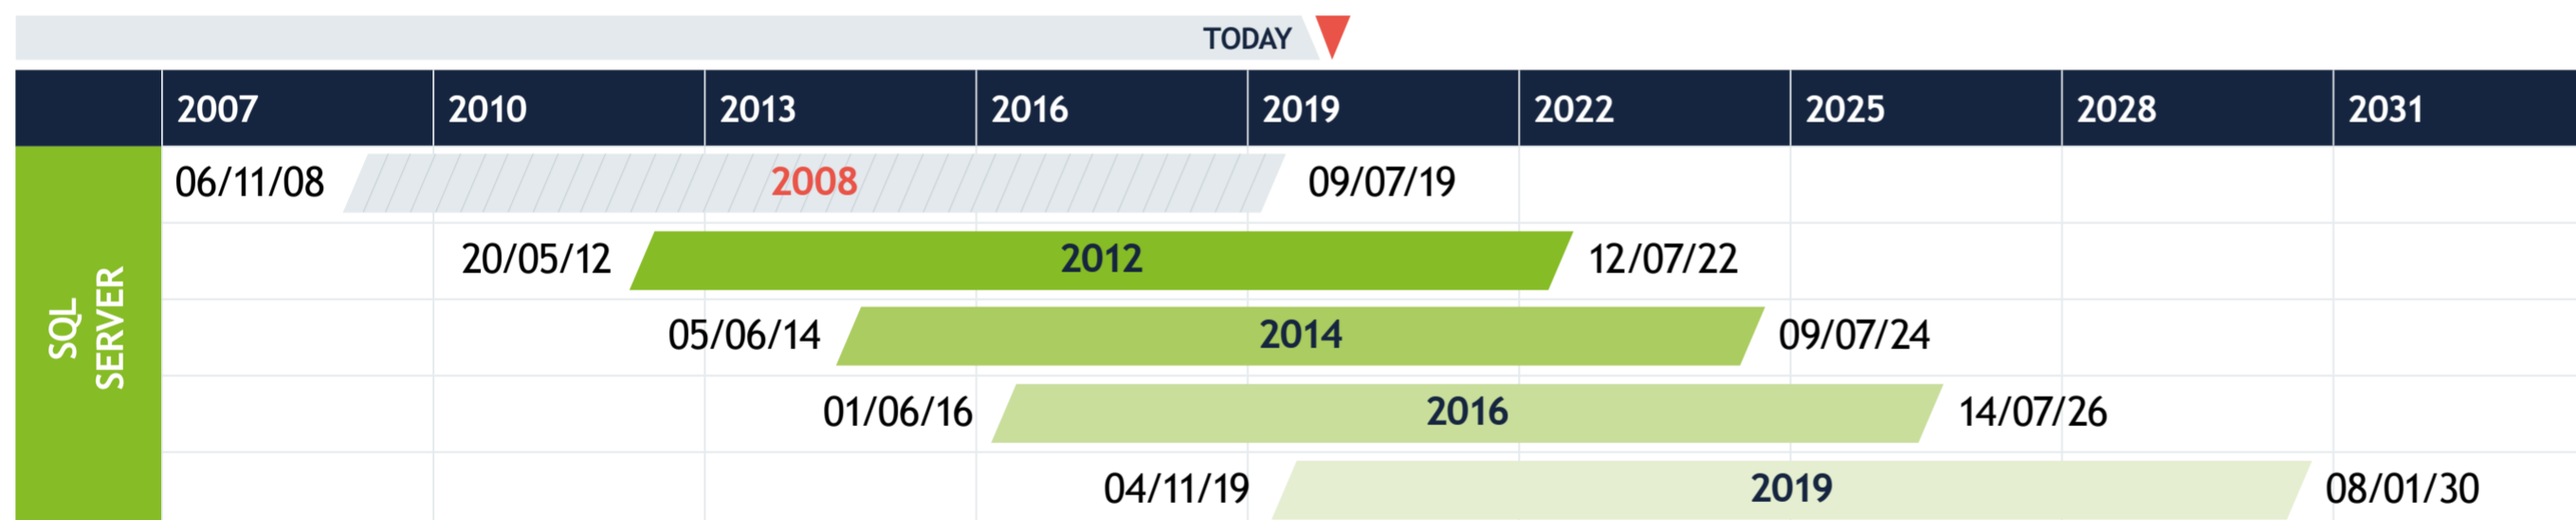 TODAY
2007 2010 2013 2016 2019 2022 2025 2028 2031
SQL
SERVER
06/11/08 2008 09/07/19
20/05/12 2012 12/07/22
05/06/14 2014 09/07/24
01/06/16 2016 14/07/26
04/11/19 2019 08/01/30